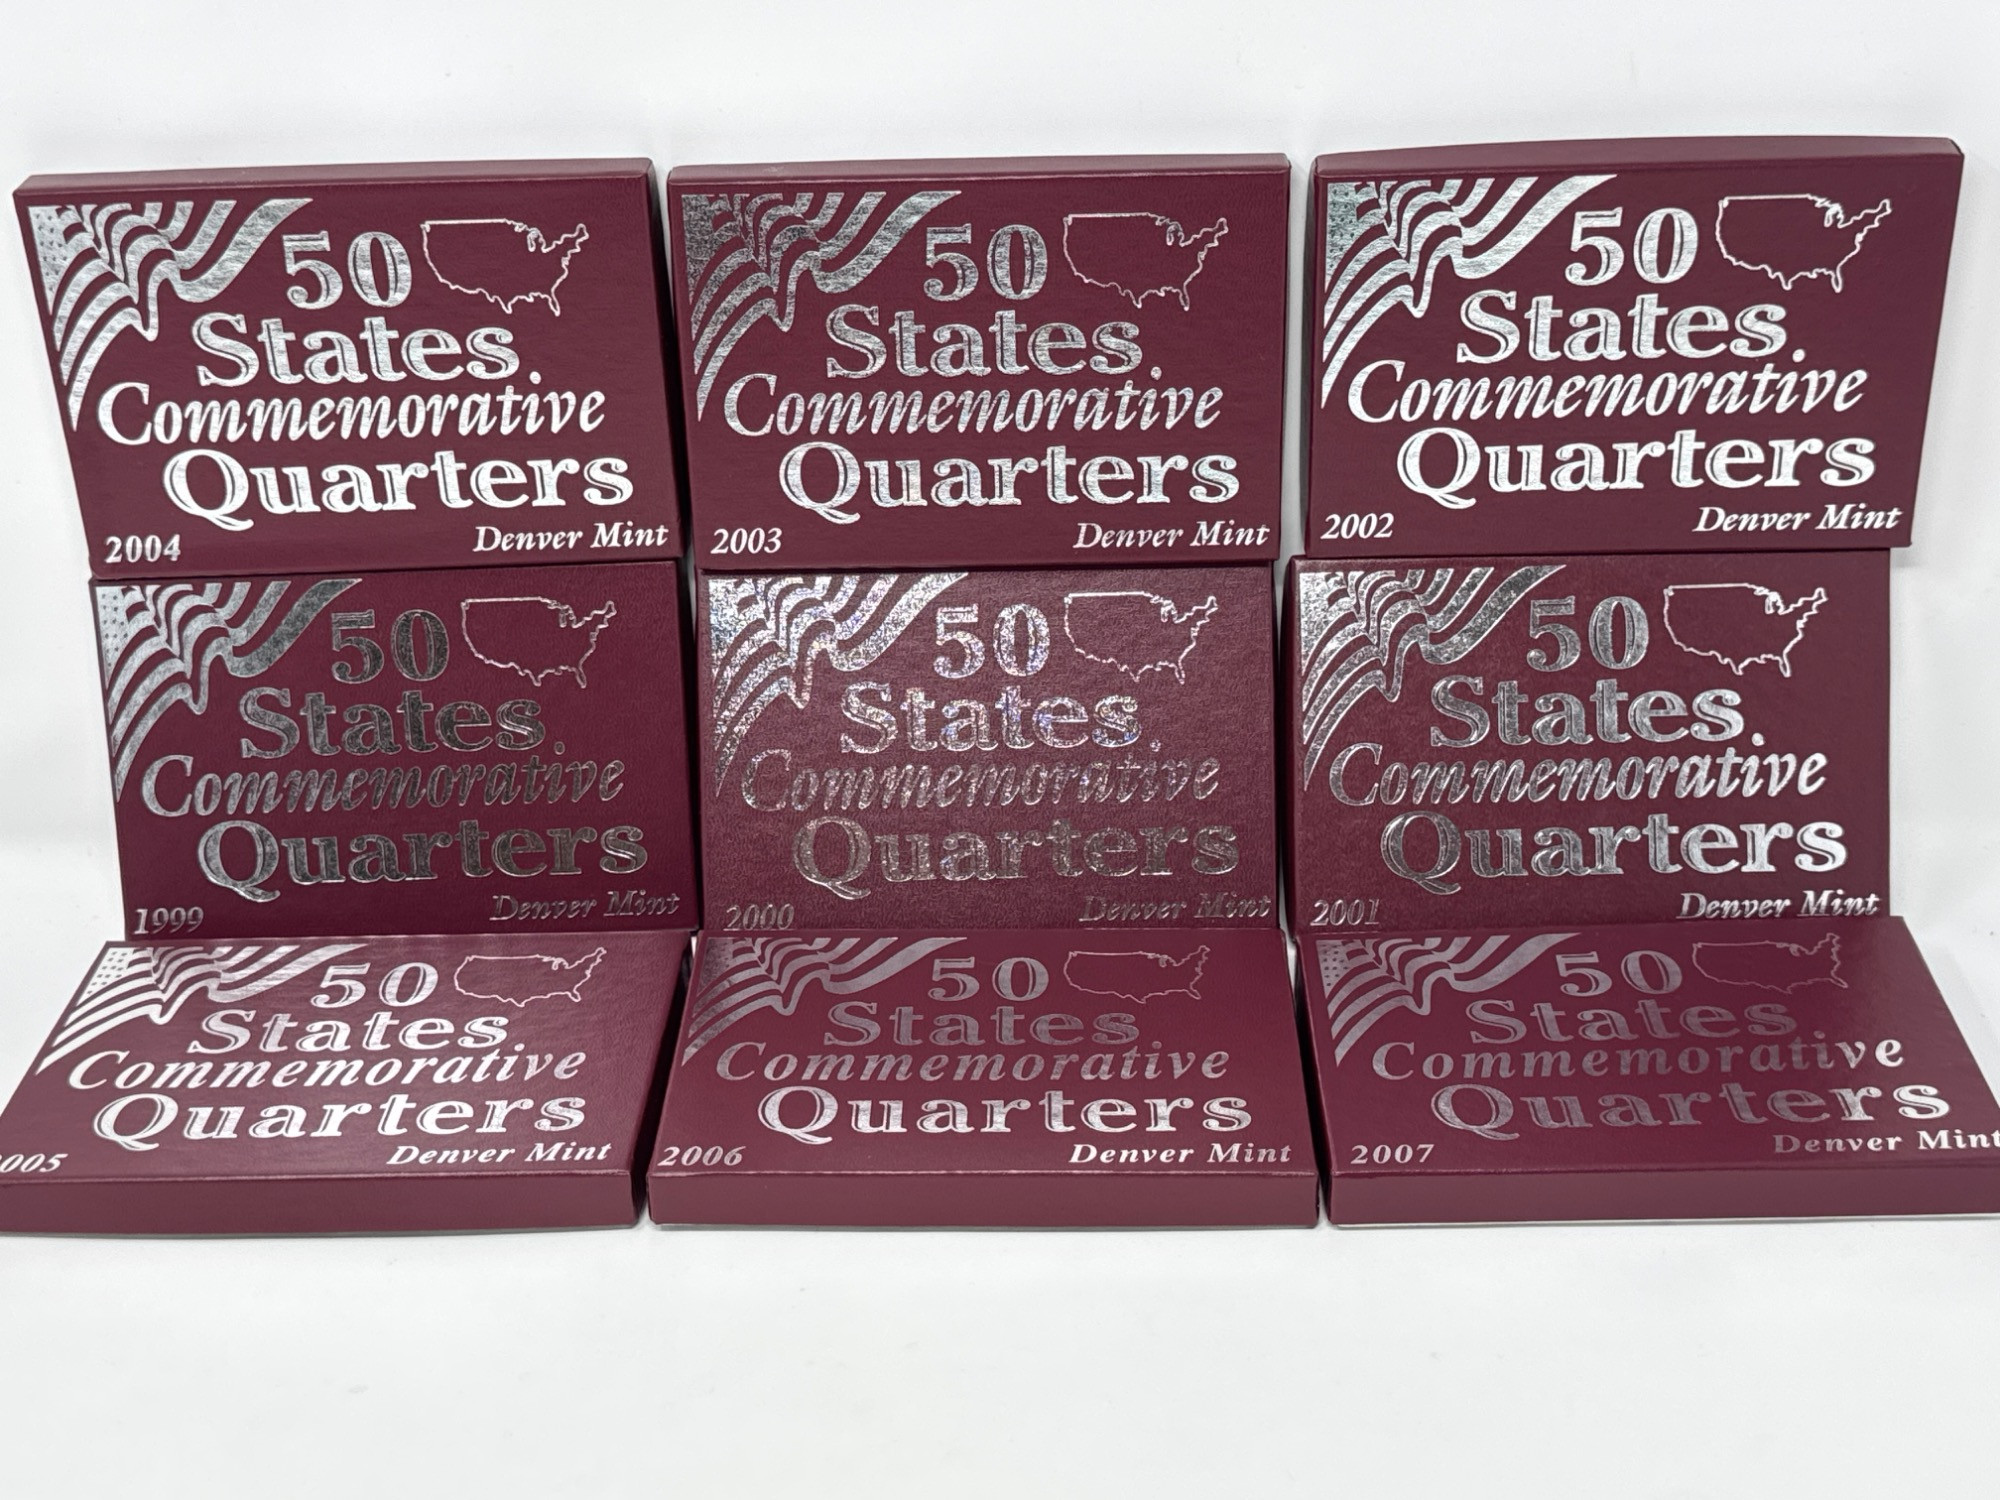 50
States
Commemorative
Quarters
2004 Denver Mint
50
States
Commemorative
Quarters
2003 Denver Mint
50
States
Commemorative
Quarters
2002 Denver Mint
50
States
Commemorative
Quarters
1999 Denver Mint
50
States
Commemorative
Quarters
2000 Denver Mint
50
States
Commemorative
Quarters
2001 Denver Mint
50
States
Commemorative
Quarters
005 Denver Mint
50
States
Commemorative
Quarters
2006 Denver Mint
50
States
Commemorative
Quarters
2007 Denver Mint